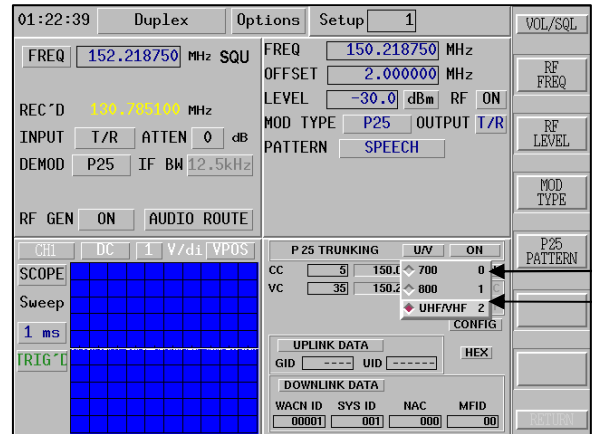 01:22:39 Duplex Options Setup 1
FREQ 152.218750 MHz SQU
REC'D 130.785100 MHz
INPUT T/R ATTEN 0 dB
DEMOD P25 IF BW 12.5kHz
RF GEN ON AUDIO ROUTE
FREQ 150.218750 MHz
OFFSET 2.000000 MHz
LEVEL -30.0 dBm RF ON
MOD TYPE P25 OUTPUT T/R
PATTERN SPEECH
CH1 DC 1 V/di VPOS
SCOPE
Sweep
1 ms
TRIG'D
P25 TRUNKING U/V ON
CC 5 150.
VC 35 150.2
700 0
800 1
UHF/VHF 2
CONFIG
UPLINK DATA
HEX
GID ---- UID ------
DOWNLINK DATA
WACN ID SYS ID NAC MFID
00001 001 000 00
VOL/SQL
RF
FREQ
RF
LEVEL
MOD
TYPE
P25
PATTERN
RETURN